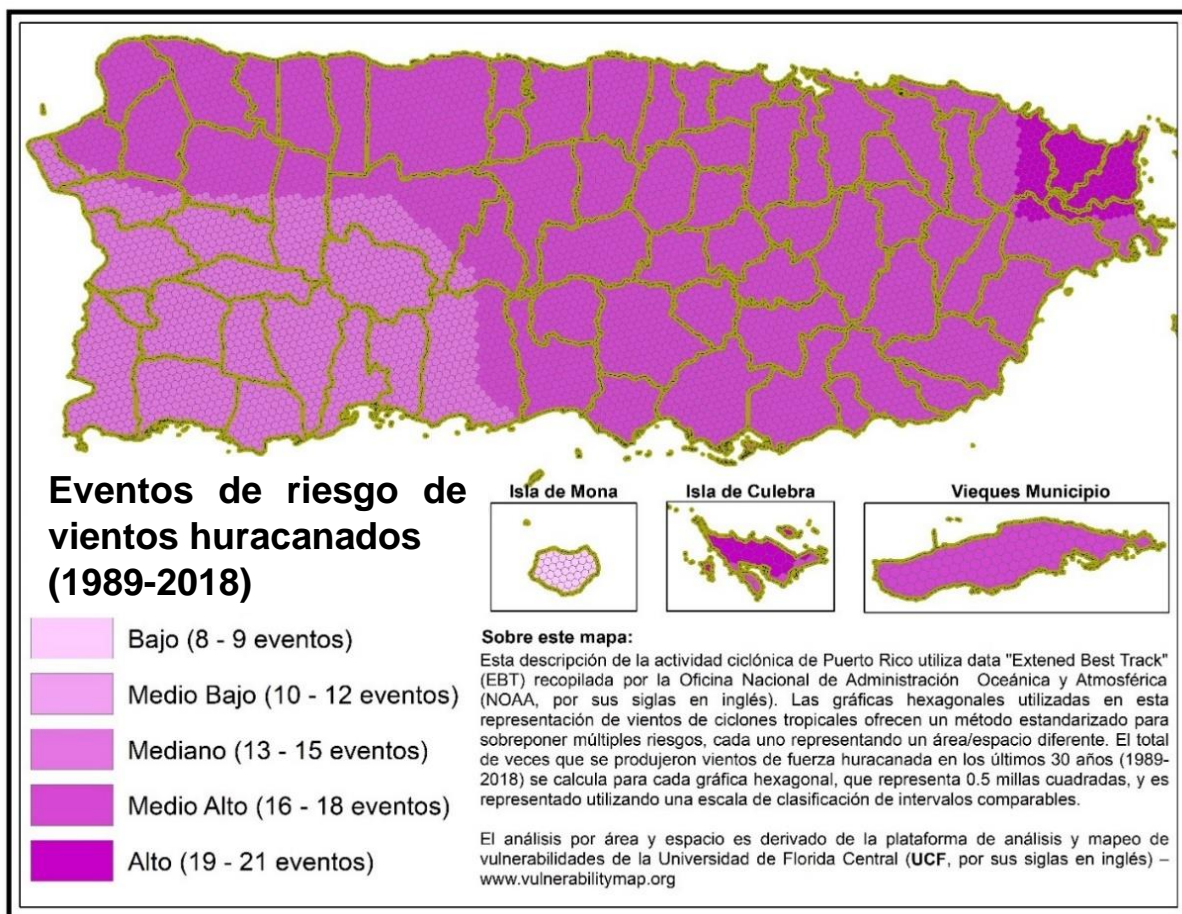 Eventos de riesgo de
vientos huracanados
(1989-2018)
Bajo (8 - 9 eventos)
Medio Bajo (10 - 12 eventos)
Mediano (13 - 15 eventos)
Medio Alto (16 - 18 eventos)
Alto (19 - 21 eventos)
Isla de Mona
Isla de Culebra
Vieques Municipio
Sobre este mapa:
Esta descripción de la actividad ciclónica de Puerto Rico utiliza data "Extened Best Track"
(EBT) recopilada por la Oficina Nacional de Administración Oceánica y Atmosférica
(NOAA, por sus siglas en inglés). Las gráficas hexagonales utilizadas en esta
representación de vientos de ciclones tropicales ofrecen un método estandarizado para
sobreponer múltiples riesgos, cada uno representando un área/espacio diferente. El total
de veces que se produjeron vientos de fuerza huracanada en los últimos 30 años (1989-
2018) se calcula para cada gráfica hexagonal, que representa 0.5 millas cuadradas, y es
representado utilizando una escala de clasificación de intervalos comparables.
El análisis por área y espacio es derivado de la plataforma de análisis y mapeo de
vulnerabilidades de la Universidad de Florida Central (UCF, por sus siglas en inglés) –
www.vulnerabilitymap.org